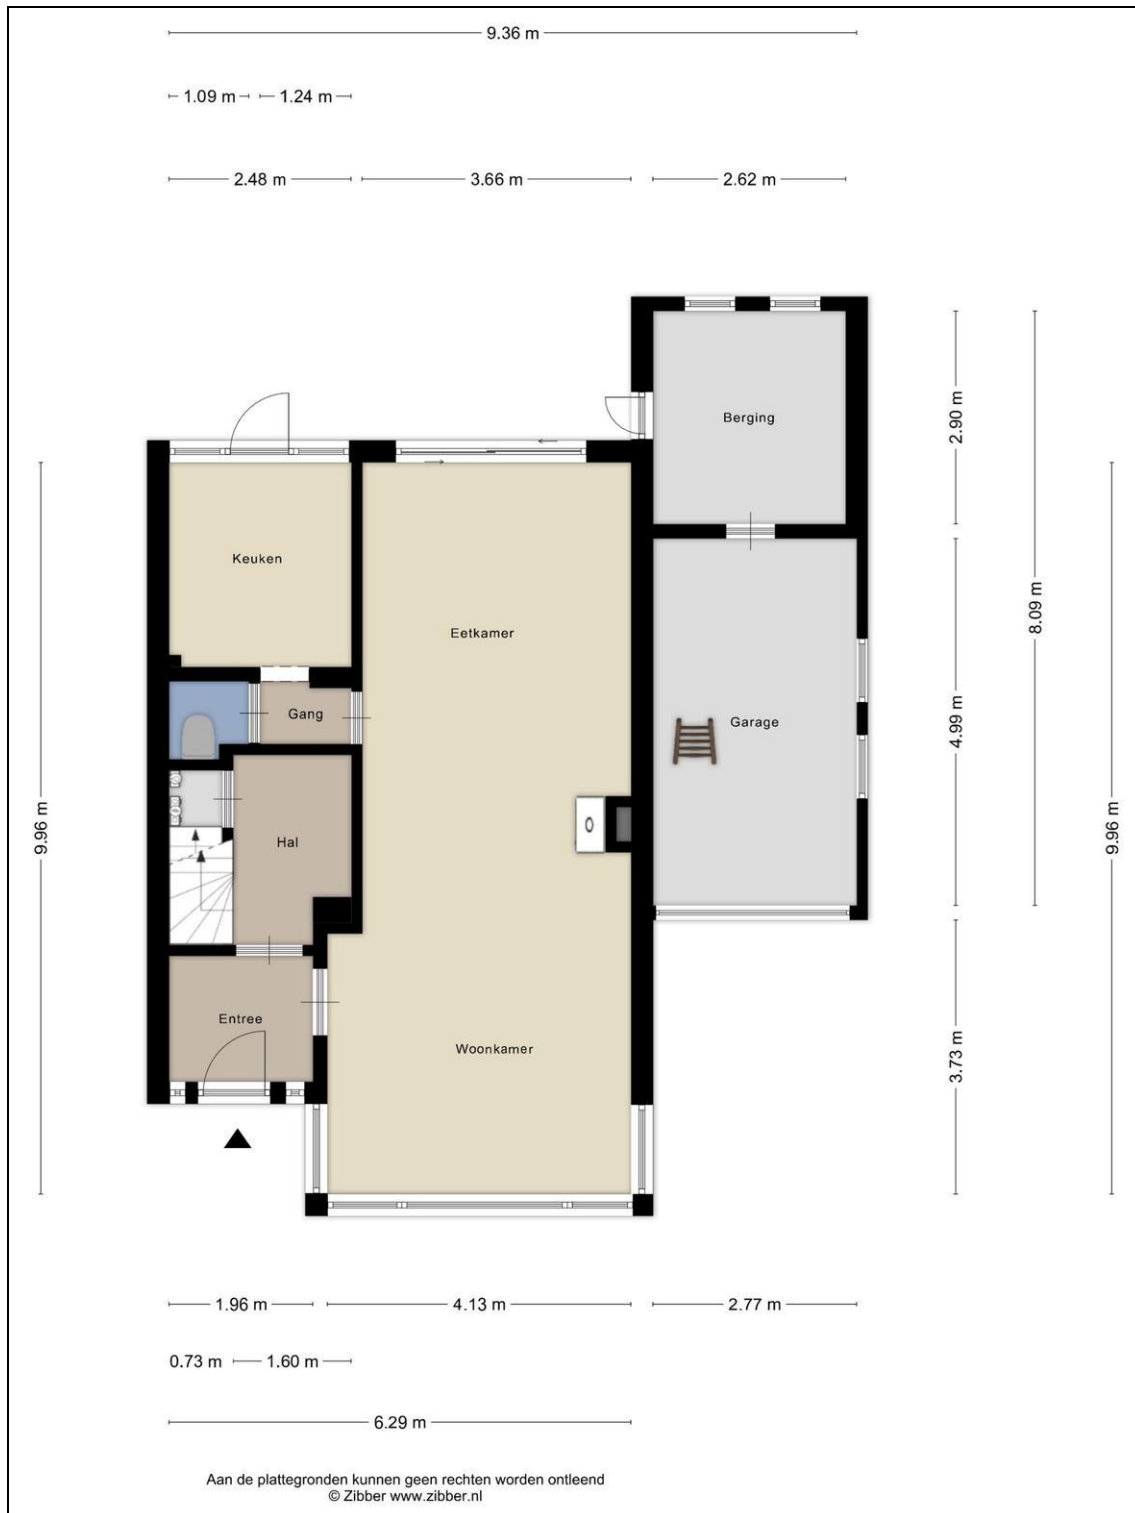 9.36 m
1.09 m 1.24 m
2.48 m 3.66 m 2.62 m
2.90 m
Berging
Keuken
8.09 m
Eetkamer
Gang
Garage
4.99 m
9.96 m
9.96 m
Hal
Entree
Woonkamer
3.73 m
1.96 m 4.13 m 2.77 m
0.73 m 1.60 m
6.29 m
Aan de plattegronden kunnen geen rechten worden ontleend
© Zibber www.zibber.nl